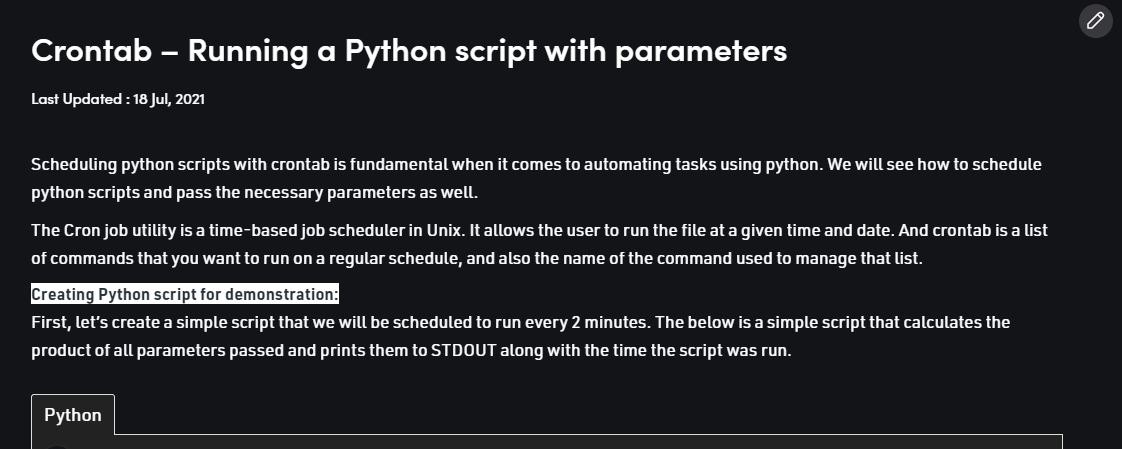 Crontab – Running a Python script with parameters
Last Updated : 18 Jul, 2021
Scheduling python scripts with crontab is fundamental when it comes to automating tasks using python. We will see how to schedule
python scripts and pass the necessary parameters as well.
The Cron job utility is a time-based job scheduler in Unix. It allows the user to run the file at a given time and date. And crontab is a list
of commands that you want to run on a regular schedule, and also the name of the command used to manage that list.
Creating Python script for demonstration:
First, let’s create a simple script that we will be scheduled to run every 2 minutes. The below is a simple script that calculates the
product of all parameters passed and prints them to STDOUT along with the time the script was run.
Python